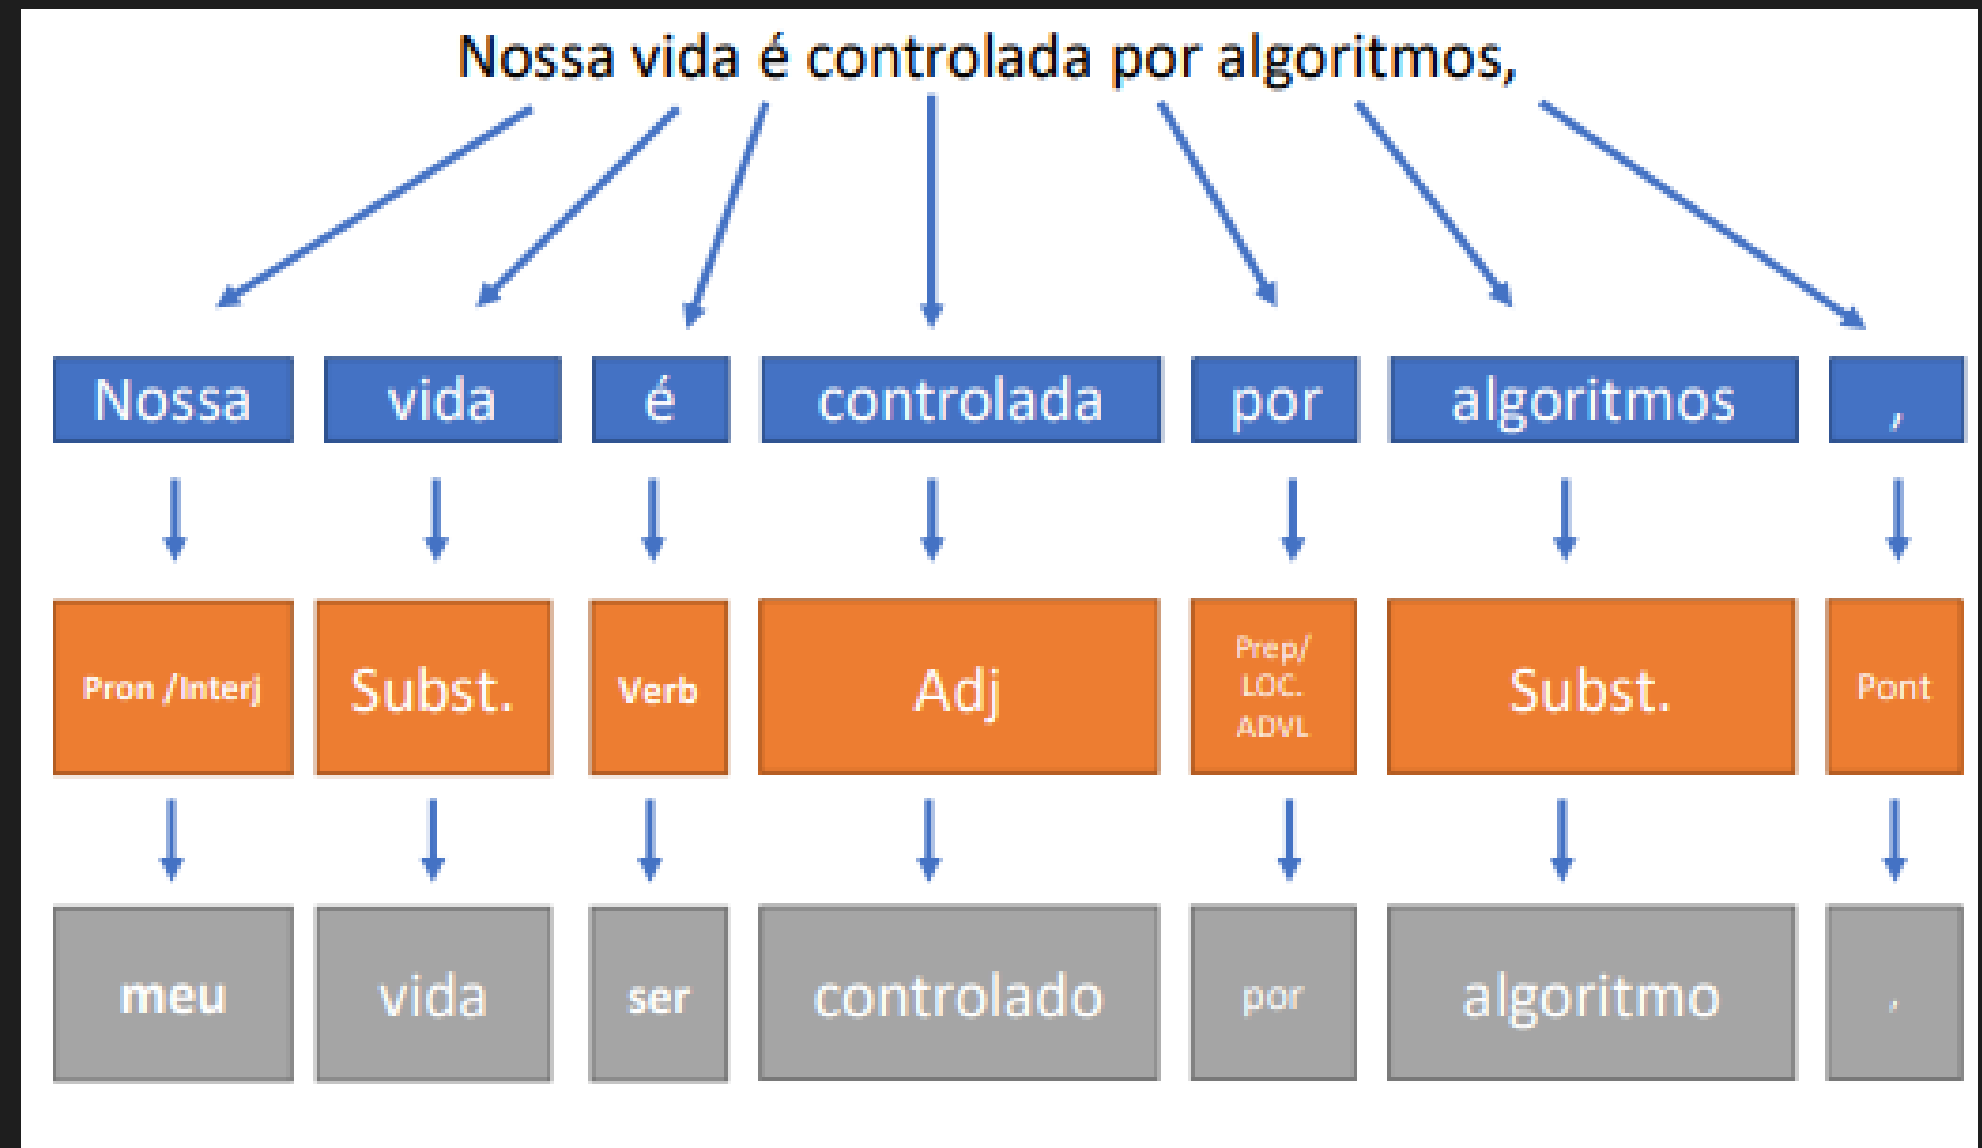 Nossa vida é controlada por algoritmos,
Nossa vida é controlada por algoritmos ,
Pron /Interj Subst. Verb Adj Prep/ LOC. ADVL Subst. Pont
meu vida ser controlado por algoritmo ,